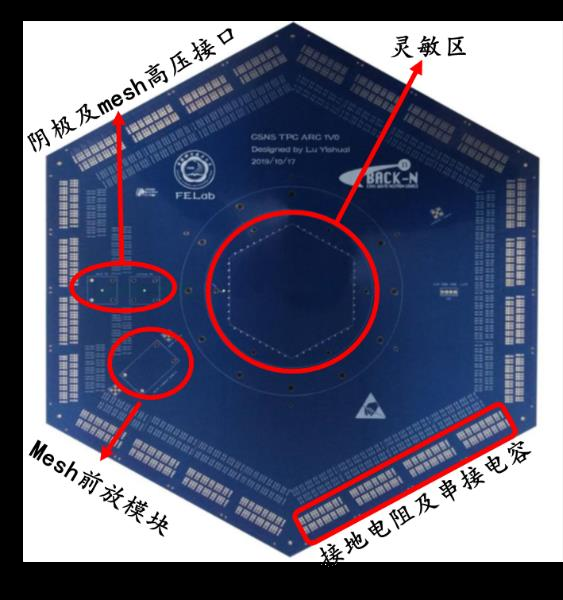 阴极及mesh高压接口
灵敏区
CSNS TPC ARC 1V0
Designed by Lu Yishuai
2019/10/17
FELab
BACK-N
Mesh前放模块
接地电阻及串接电容